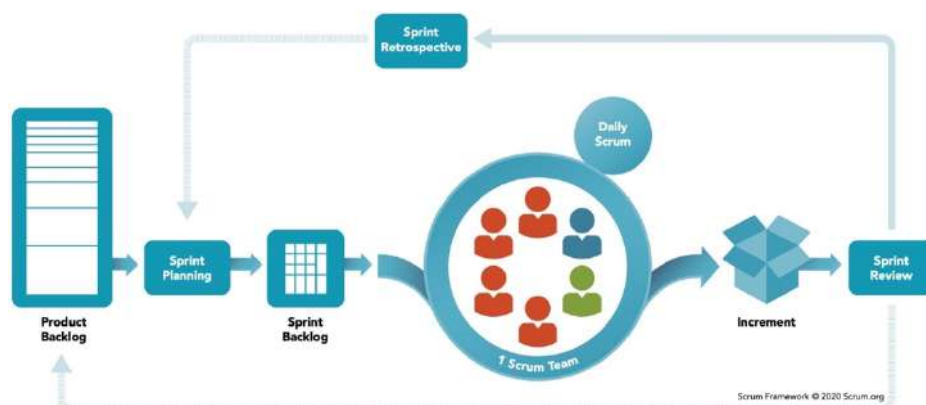 Sprint
Retrospective
Daily
Scrum
Sprint
Planning
Sprint
Review
Product
Backlog
Sprint
Backlog
1 Scrum Team
Increment
Scrum Framework © 2020 Scrum.org